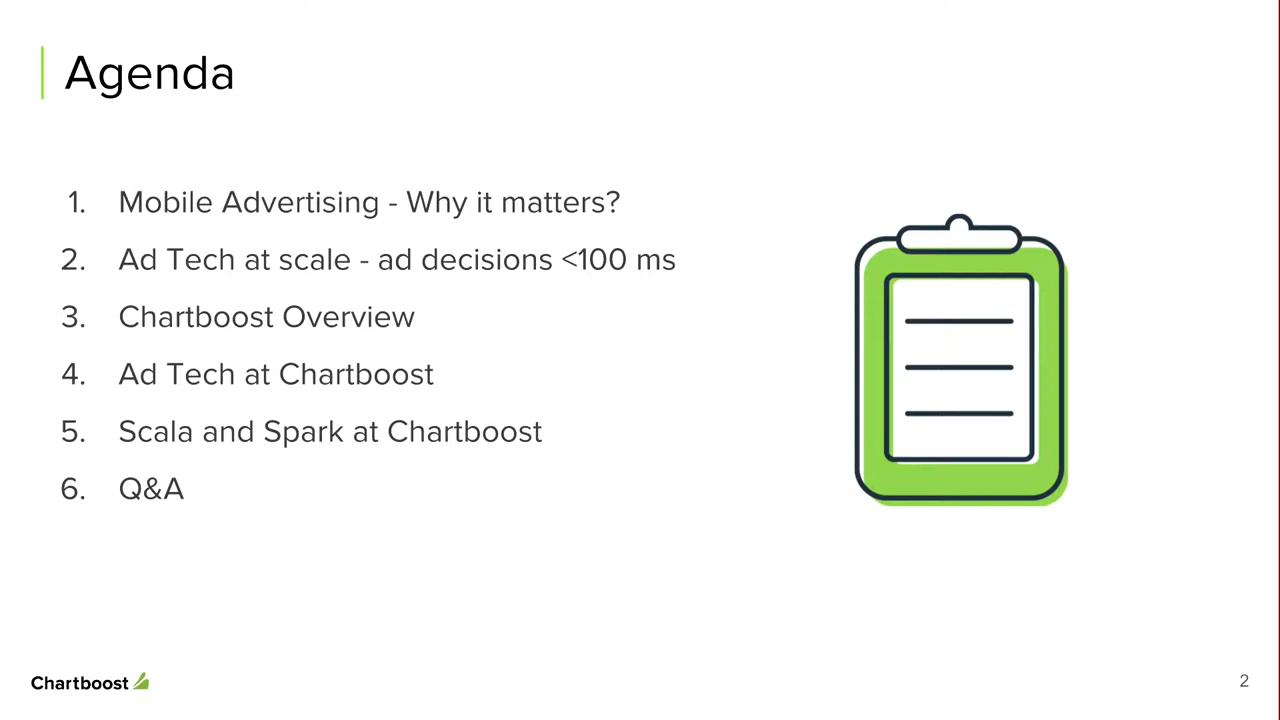 Agenda
1. Mobile Advertising - Why it matters?
2. Ad Tech at scale - ad decisions <100 ms
3. Chartboost Overview
4. Ad Tech at Chartboost
5. Scala and Spark at Chartboost
6. Q&A
Chartboost
2